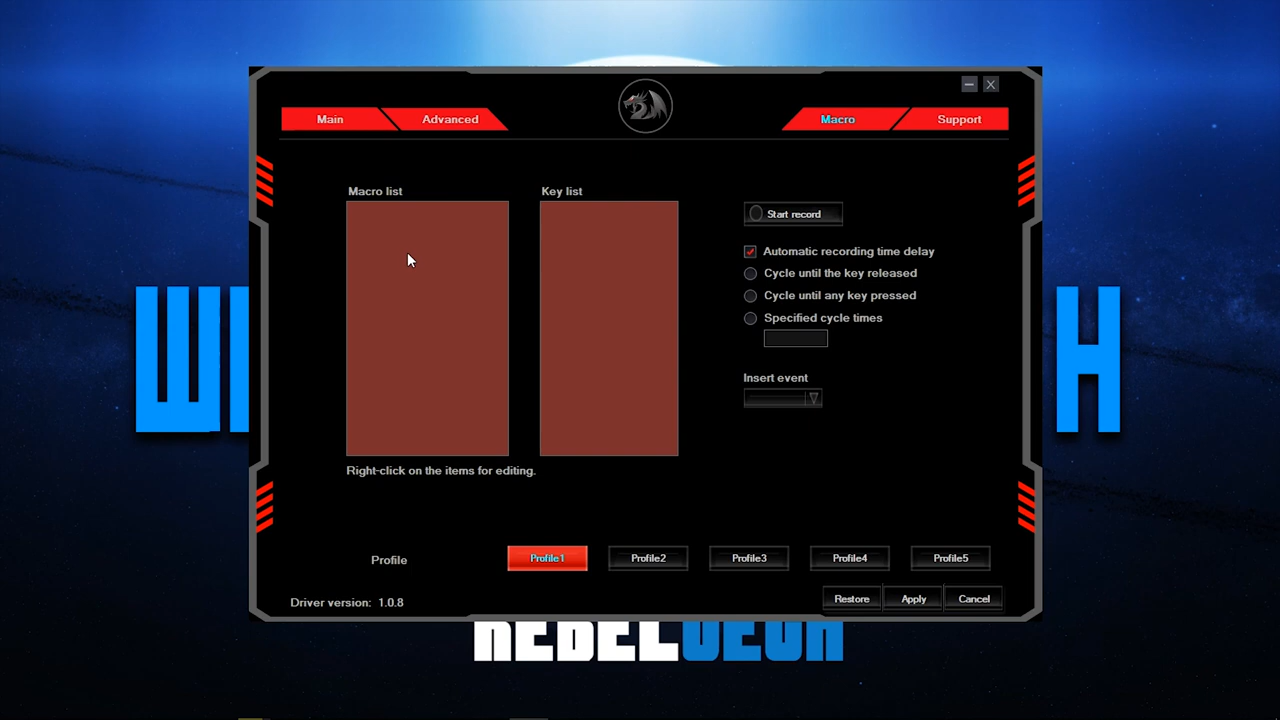 Main
Advanced
Macro
Support
Macro list
Key list
Start record
Automatic recording time delay
Cycle until the key released
Cycle until any key pressed
Specified cycle times
Insert event
Right-click on the items for editing.
Profile
Profile1
Profile2
Profile3
Profile4
Profile5
Driver version: 1.0.8
Restore
Apply
Cancel